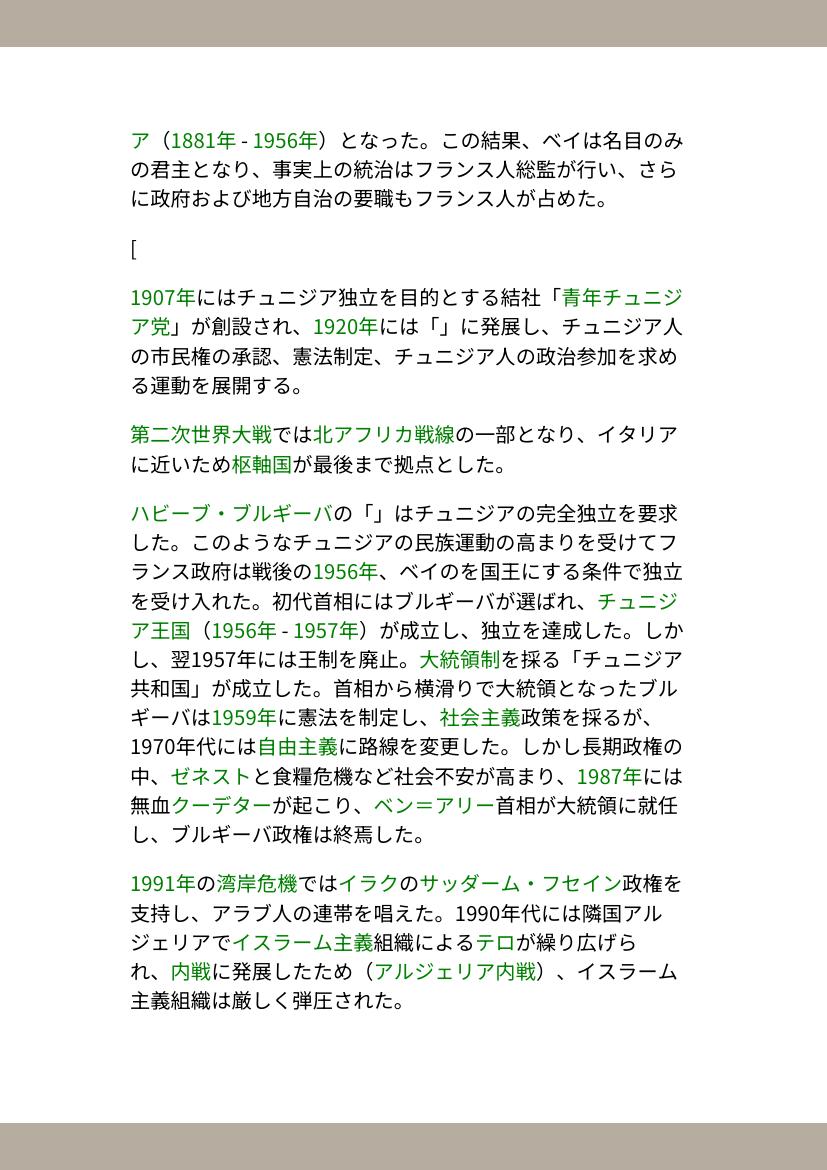 ア（1881年 - 1956年）となった。この結果、ベイは名目のみ
の君主となり、事実上の統治はフランス人総監が行い、さら
に政府および地方自治の要職もフランス人が占めた。
[
1907年にはチュニジア独立を目的とする結社「青年チュニジ
ア党」が創設され、1920年には「」に発展し、チュニジア人
の市民権の承認、憲法制定、チュニジア人の政治参加を求め
る運動を展開する。
第二次世界大戦では北アフリカ戦線の一部となり、イタリア
に近いため枢軸国が最後まで拠点とした。
ハビーブ・ブルギーバの「」はチュニジアの完全独立を要求
した。このようなチュニジアの民族運動の高まりを受けてフ
ランス政府は戦後の1956年、ベイのを国王にする条件で独立
を受け入れた。初代首相にはブルギーバが選ばれ、チュニジ
ア王国（1956年 - 1957年）が成立し、独立を達成した。しか
し、翌1957年には王制を廃止。大統領制を採る「チュニジア
共和国」が成立した。首相から横滑りで大統領となったブル
ギーバは1959年に憲法を制定し、社会主義政策を採るが、
1970年代には自由主義に路線を変更した。しかし長期政権の
中、ゼネストと食糧危機など社会不安が高まり、1987年には
無血クーデターが起こり、ベン＝アリー首相が大統領に就任
し、ブルギーバ政権は終焉した。
1991年の湾岸危機ではイラクのサッダーム・フセイン政権を
支持し、アラブ人の連帯を唱えた。1990年代には隣国アル
ジェリアでイスラーム主義組織によるテロが繰り広げら
れ、内戦に発展したため（アルジェリア内戦）、イスラーム
主義組織は厳しく弾圧された。